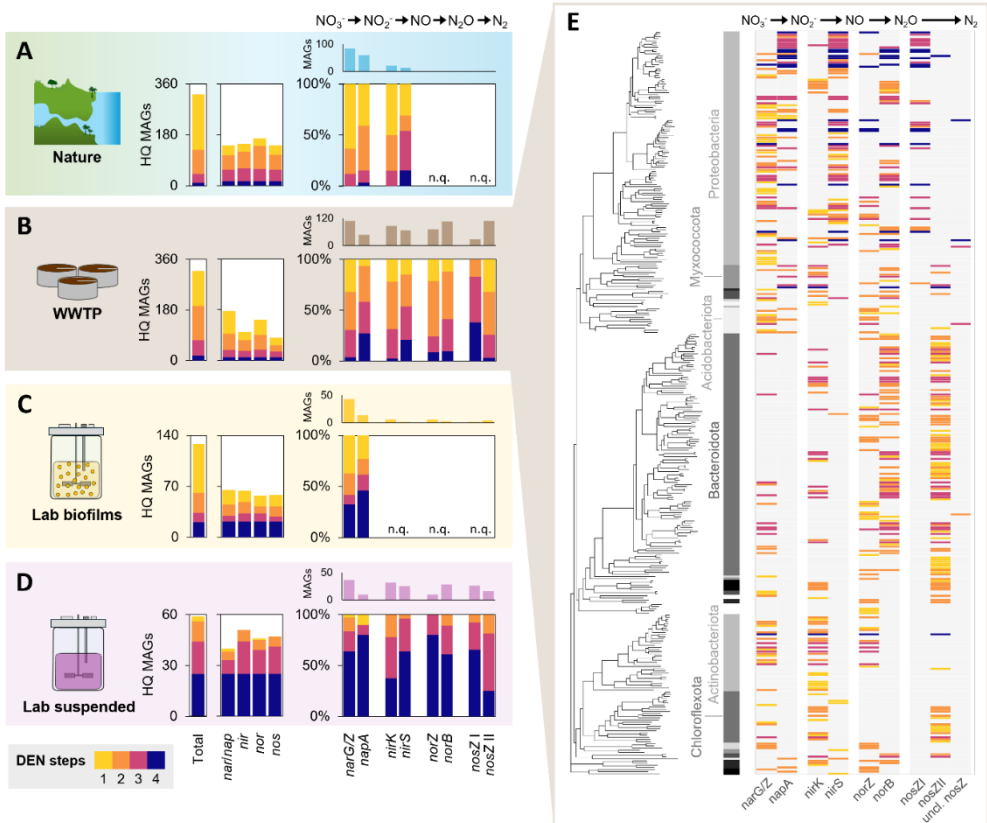 NO₃⁻ → NO₂⁻ → NO → N₂O → N₂
A
MAGs
100
0
HQ MAGs
360
180
0
100%
50%
0%
n.q. n.q.
Nature
B
MAGs
120
0
HQ MAGs
360
180
0
100%
50%
0%
WWTP
C
MAGs
50
0
HQ MAGs
140
70
0
100%
50%
0%
n.q. n.q. n.q.
Lab biofilms
D
MAGs
50
0
HQ MAGs
60
30
0
100%
50%
0%
Lab suspended
Total
nar/nap
nir
nor
nos
narG/Z
napA
nirK
nirS
norZ
norB
nosZ I
nosZ II
DEN steps
1 2 3 4
E
NO₃⁻ → NO₂⁻ → NO → N₂O → N₂
Proteobacteria
Myxococcota
Acidobacteriota
Bacteroidota
Actinobacteriota
Chloroflexota
narG/Z
napA
nirK
nirS
norZ
norB
nosZI
nosZII
uncl. nosZ